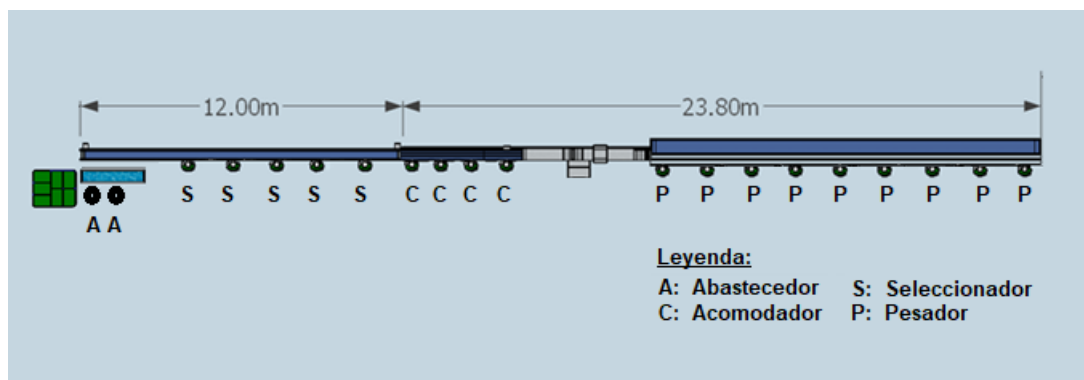 12.00m 23.80m
S S S S S C C C C P P P P P P P P P
A A
Leyenda:
A: Abastecedor S: Seleccionador
C: Acomodador P: Pesador